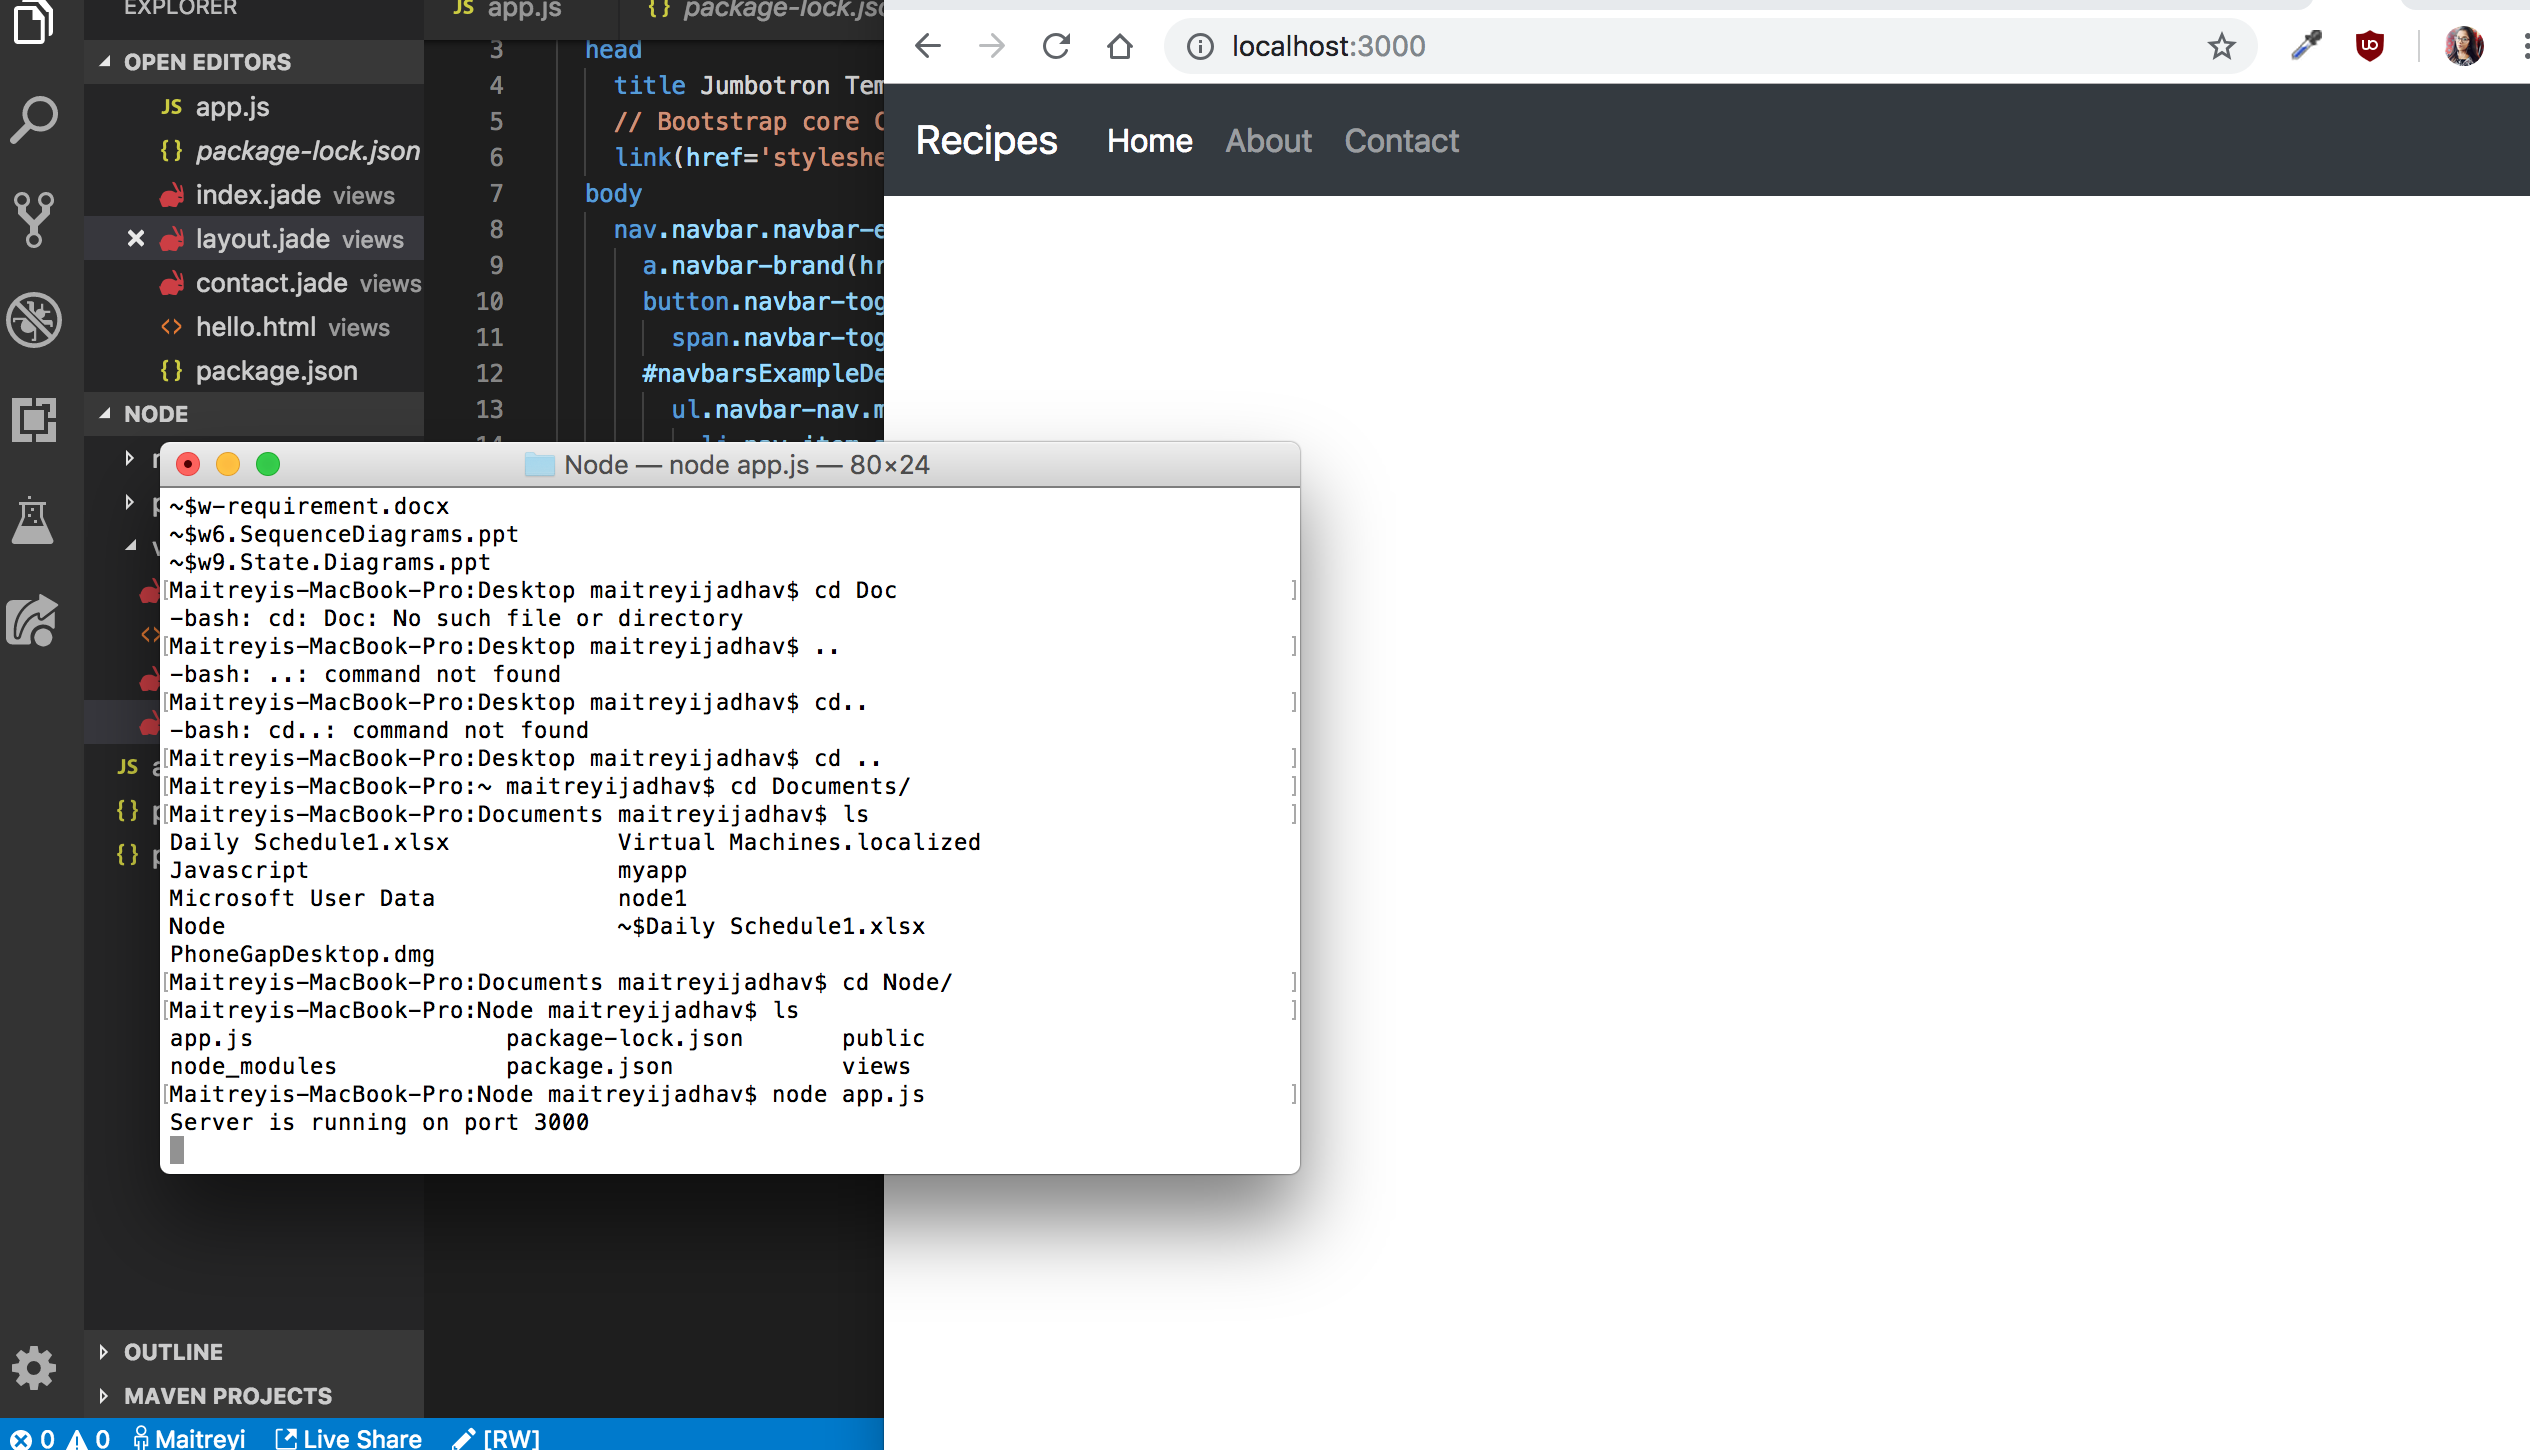 EXPLORER
OPEN EDITORS
JS app.js
{} package-lock.json
index.jade views
layout.jade views
contact.jade views
<> hello.html views
{} package.json
NODE
JS
{}
{}
OUTLINE
MAVEN PROJECTS
0 0 Maitreyi Live Share [RW]
JS app.js {} package-lock.jso
3 head
4 title Jumbotron Tem
5 // Bootstrap core C
6 link(href='styleshe
7 body
8 nav.navbar.navbar-e
9 a.navbar-brand(hr
10 button.navbar-tog
11 span.navbar-tog
12 #navbarsExampleDe
13 ul.navbar-nav.m
14 li.nav-item.a
Node — node app.js — 80×24
~$w-requirement.docx
~$w6.SequenceDiagrams.ppt
~$w9.State.Diagrams.ppt
[Maitreyis-MacBook-Pro:Desktop maitreyijadhav$ cd Doc ]
-bash: cd: Doc: No such file or directory
[Maitreyis-MacBook-Pro:Desktop maitreyijadhav$ .. ]
-bash: ..: command not found
[Maitreyis-MacBook-Pro:Desktop maitreyijadhav$ cd.. ]
-bash: cd..: command not found
[Maitreyis-MacBook-Pro:Desktop maitreyijadhav$ cd .. ]
[Maitreyis-MacBook-Pro:~ maitreyijadhav$ cd Documents/ ]
[Maitreyis-MacBook-Pro:Documents maitreyijadhav$ ls ]
Daily Schedule1.xlsx Virtual Machines.localized
Javascript myapp
Microsoft User Data node1
Node ~$Daily Schedule1.xlsx
PhoneGapDesktop.dmg
[Maitreyis-MacBook-Pro:Documents maitreyijadhav$ cd Node/ ]
[Maitreyis-MacBook-Pro:Node maitreyijadhav$ ls ]
app.js package-lock.json public
node_modules package.json views
[Maitreyis-MacBook-Pro:Node maitreyijadhav$ node app.js ]
Server is running on port 3000
localhost:3000
Recipes Home About Contact